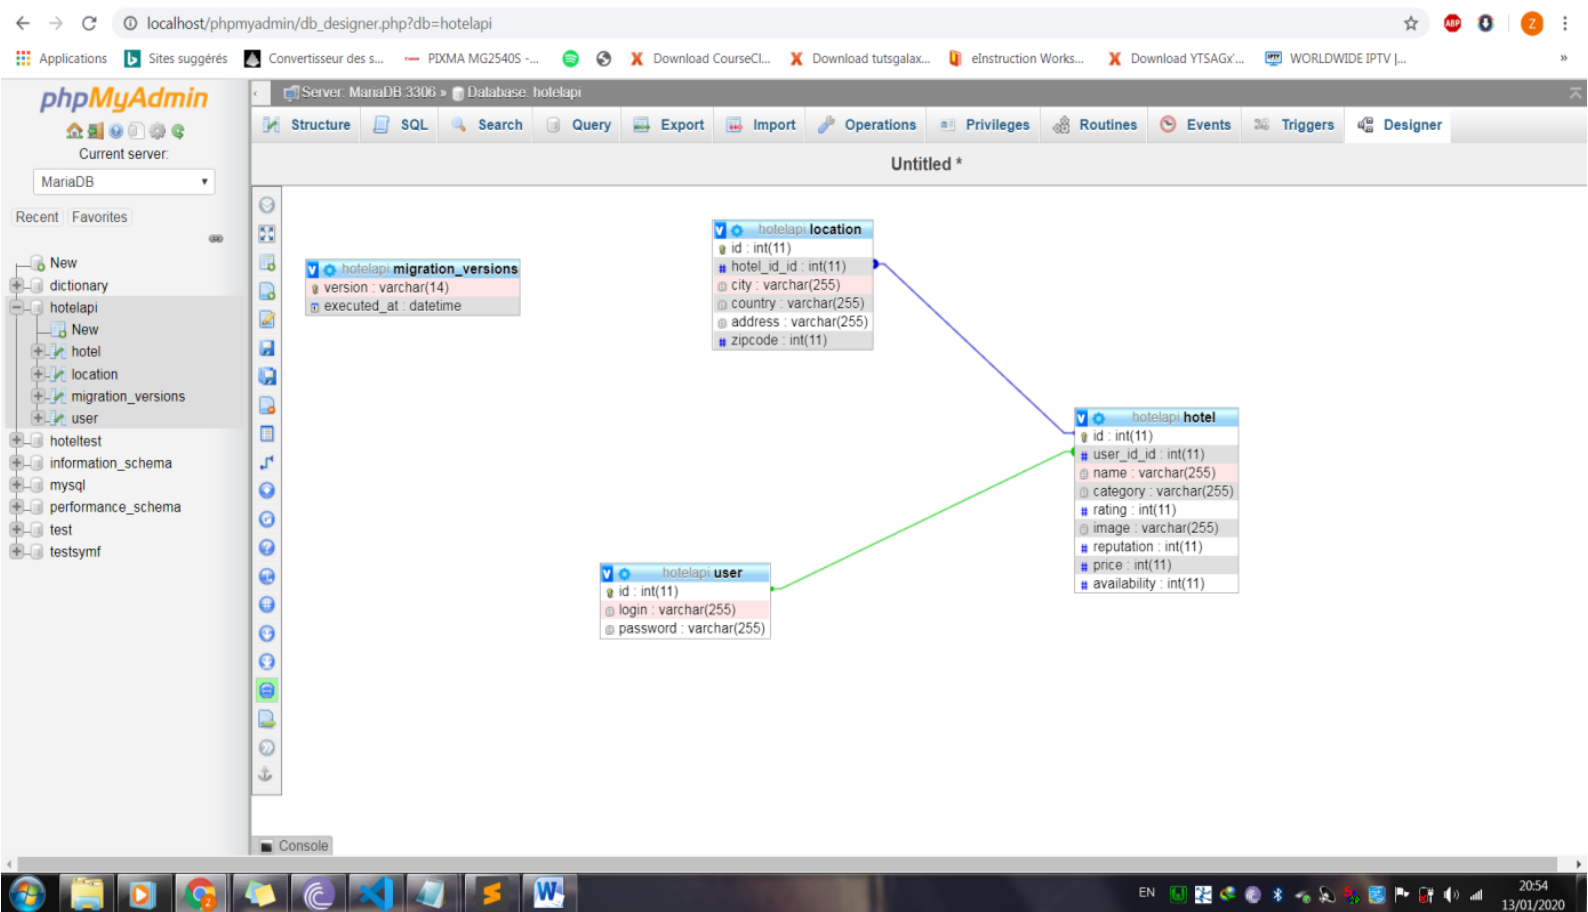 localhost/phpmyadmin/db_designer.php?db=hotelapi
ABP
Z
Applications Sites suggérés Convertisseur des s... PIXMA MG2540S -... Download CourseCl... Download tutsgalax... eInstruction Works... Download YTSAGx'... WORLDWIDE IPTV |... »
phpMyAdmin
Current server:
MariaDB
Recent Favorites
New
dictionary
hotelapi
New
hotel
location
migration_versions
user
hoteltest
information_schema
mysql
performance_schema
test
testsymf
Server: MariaDB:3306 » Database: hotelapi
Structure SQL Search Query Export Import Operations Privileges Routines Events Triggers Designer
Untitled *
hotelapi migration_versions
version : varchar(14)
executed_at : datetime
hotelapi location
id : int(11)
hotel_id_id : int(11)
city : varchar(255)
country : varchar(255)
address : varchar(255)
zipcode : int(11)
hotelapi hotel
id : int(11)
user_id_id : int(11)
name : varchar(255)
category : varchar(255)
rating : int(11)
image : varchar(255)
reputation : int(11)
price : int(11)
availability : int(11)
hotelapi user
id : int(11)
login : varchar(255)
password : varchar(255)
Console
EN
20:54
13/01/2020